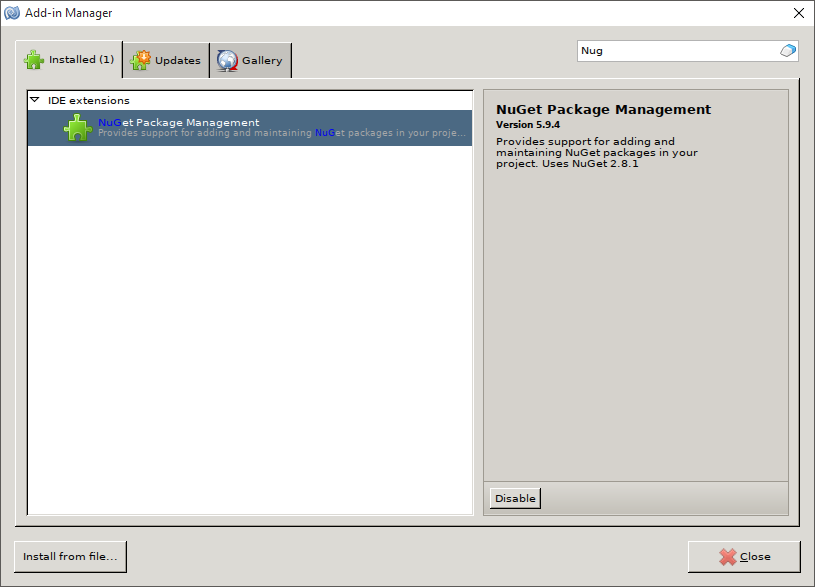 Add-in Manager
Installed (1)
Updates
Gallery
Nug
IDE extensions
NuGet Package Management
Provides support for adding and maintaining NuGet packages in your proje...
NuGet Package Management
Version 5.9.4
Provides support for adding and
maintaining NuGet packages in your
project. Uses NuGet 2.8.1
Disable
Install from file...
Close